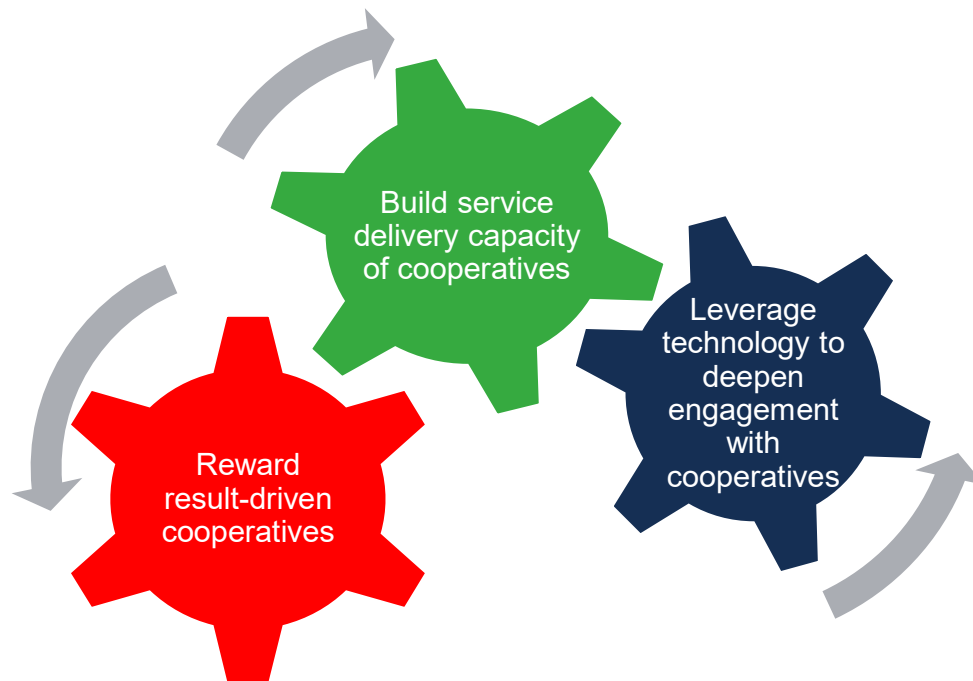 Build service
delivery capacity
of cooperatives
Leverage
technology to
deepen
engagement
with
cooperatives
Reward
result-driven
cooperatives